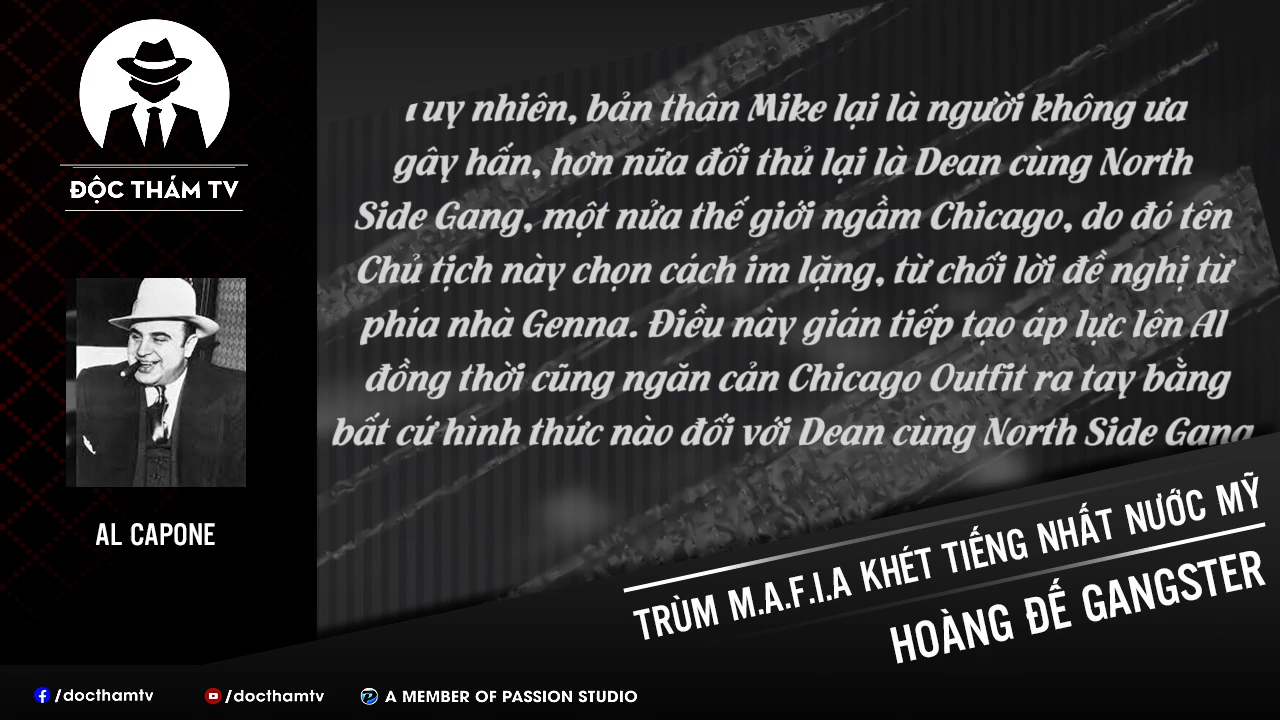 ĐỘC THÁM TV
AL CAPONE
Tuy nhiên, bản thân Mike lại là người không ưa
gây hấn, hơn nữa đối thủ lại là Dean cùng North
Side Gang, một nửa thế giới ngầm Chicago, do đó tên
Chủ tịch này chọn cách im lặng, từ chối lời đề nghị từ
phía nhà Genna. Điều này gián tiếp tạo áp lực lên Al
đồng thời cũng ngăn cản Chicago Outfit ra tay bằng
bất cứ hình thức nào đối với Dean cùng North Side Gang
TRÙM M.A.F.I.A KHÉT TIẾNG NHẤT NƯỚC MỸ
HOÀNG ĐẾ GANGSTER
/docthamtv
/docthamtv
A MEMBER OF PASSION STUDIO